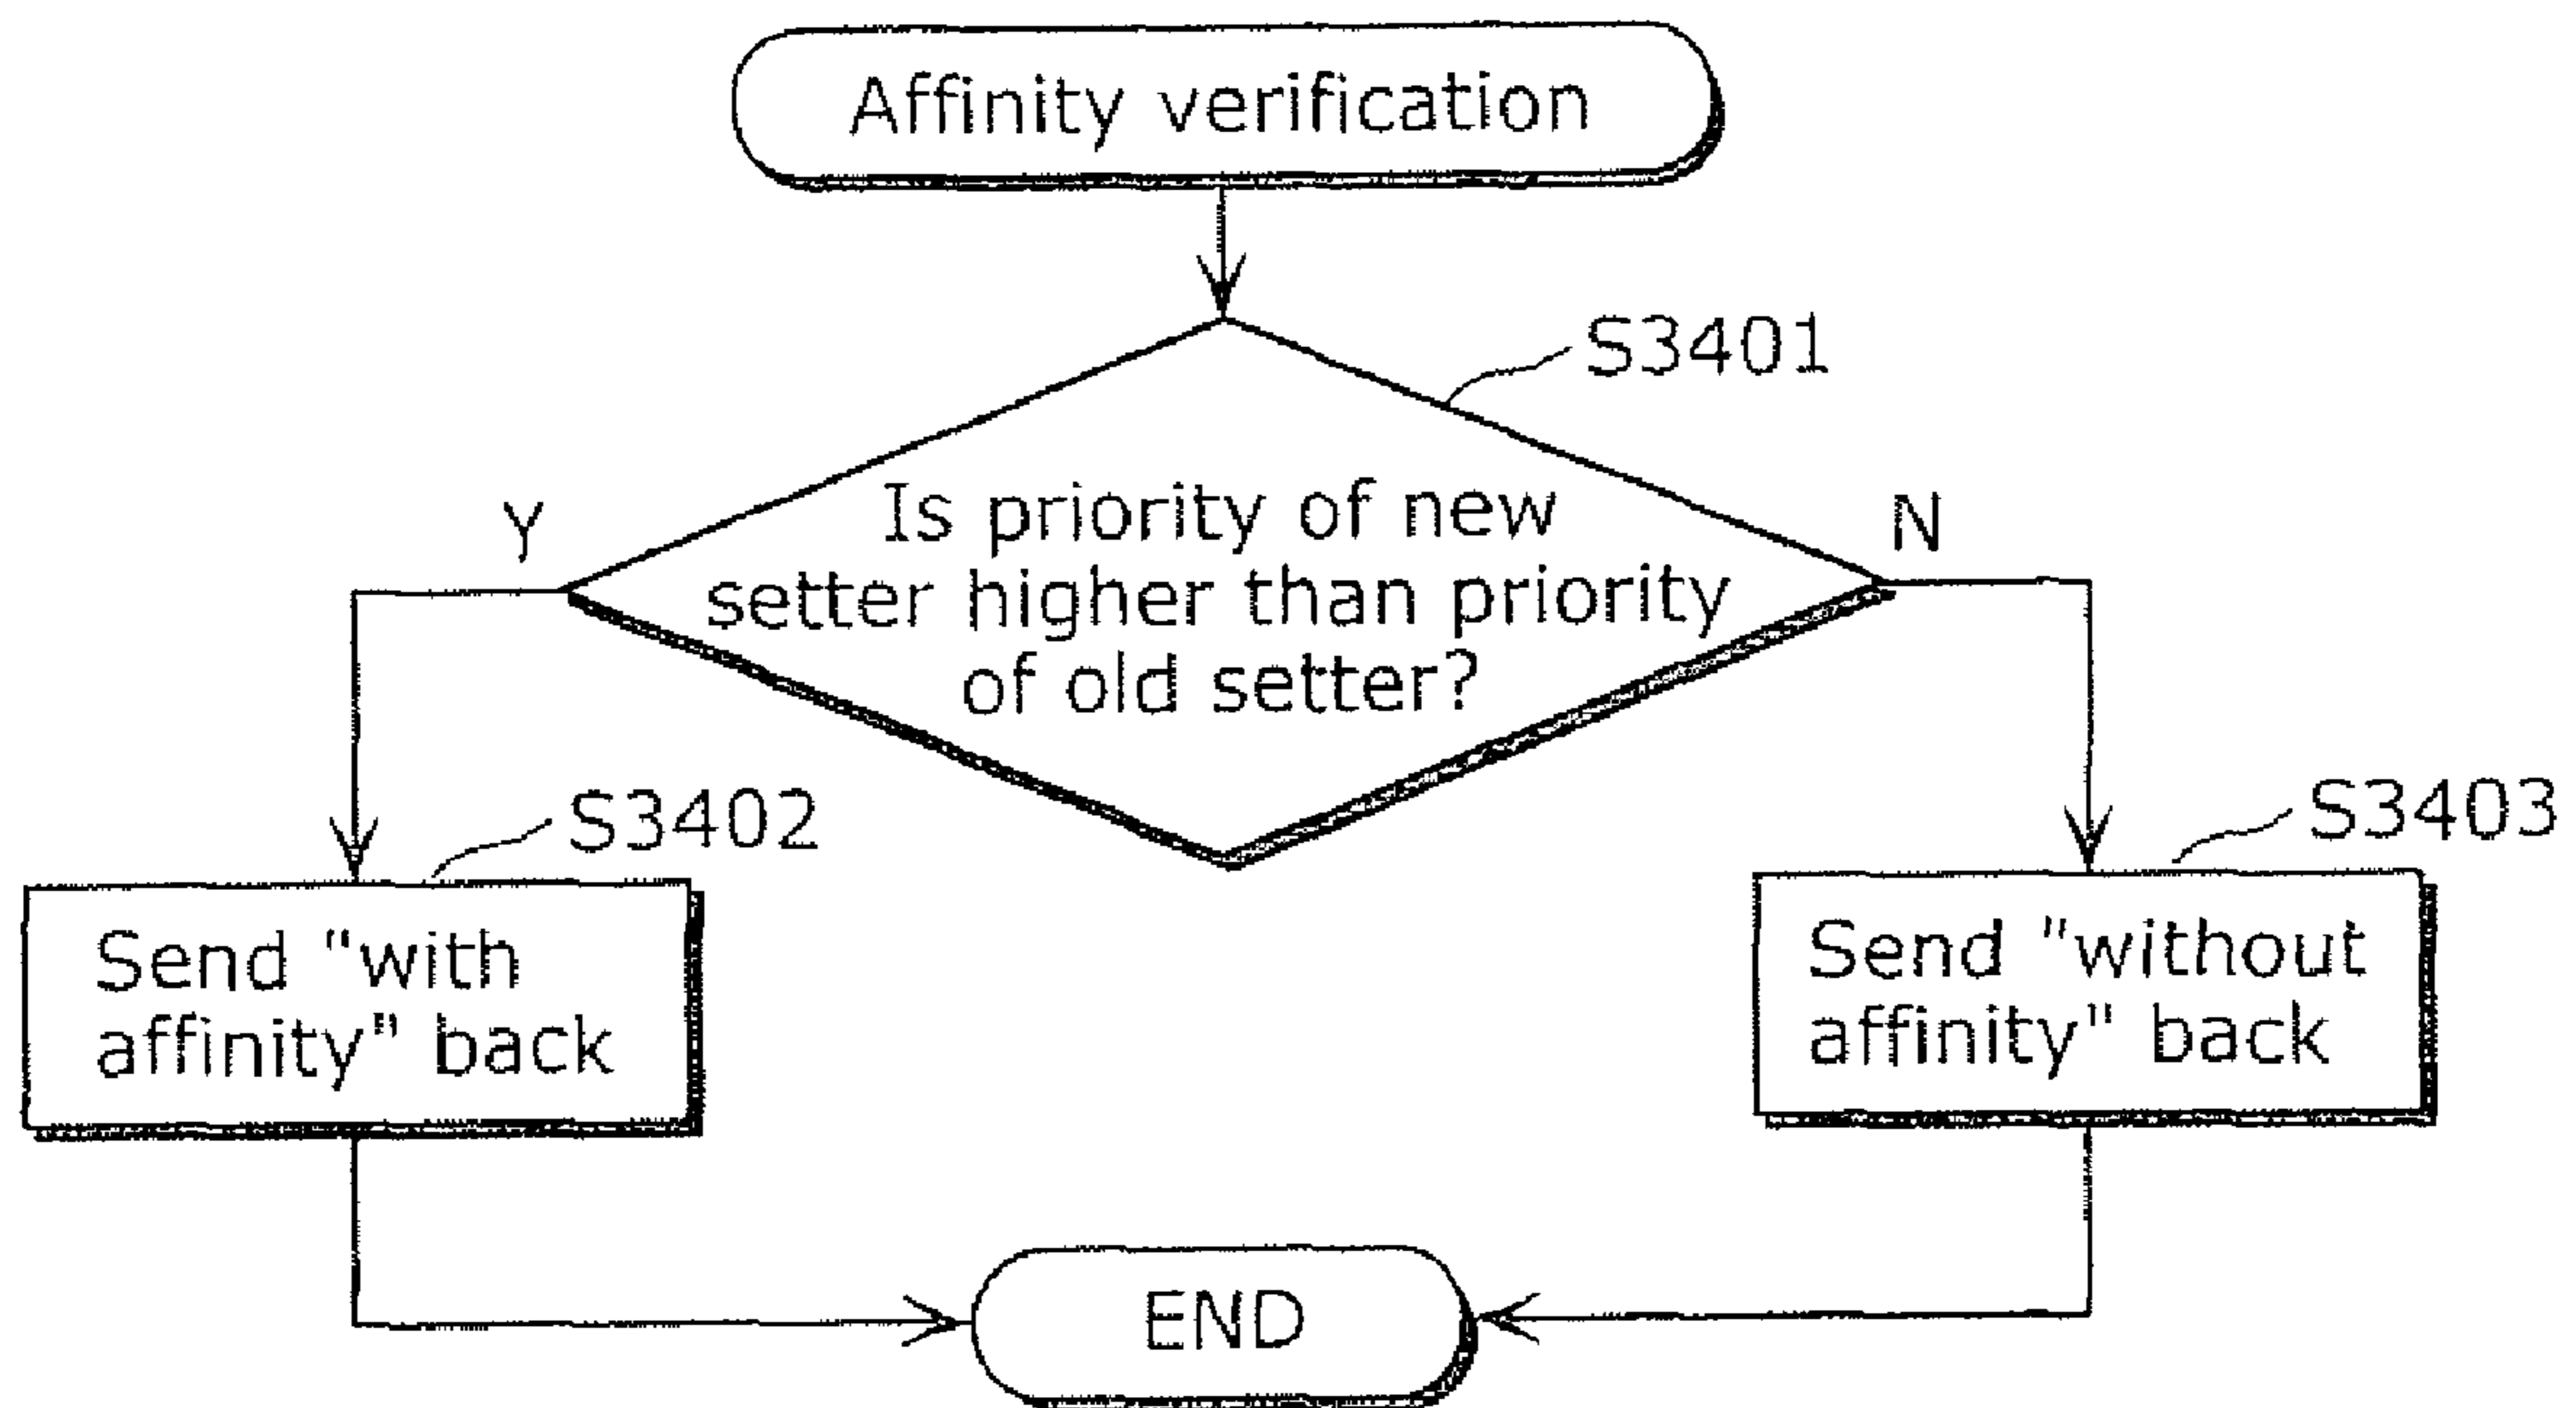 Affinity verification
S3401
Y
N
Is priority of new
setter higher than priority
of old setter?
S3402
S3403
Send "with
affinity" back
Send "without
affinity" back
END